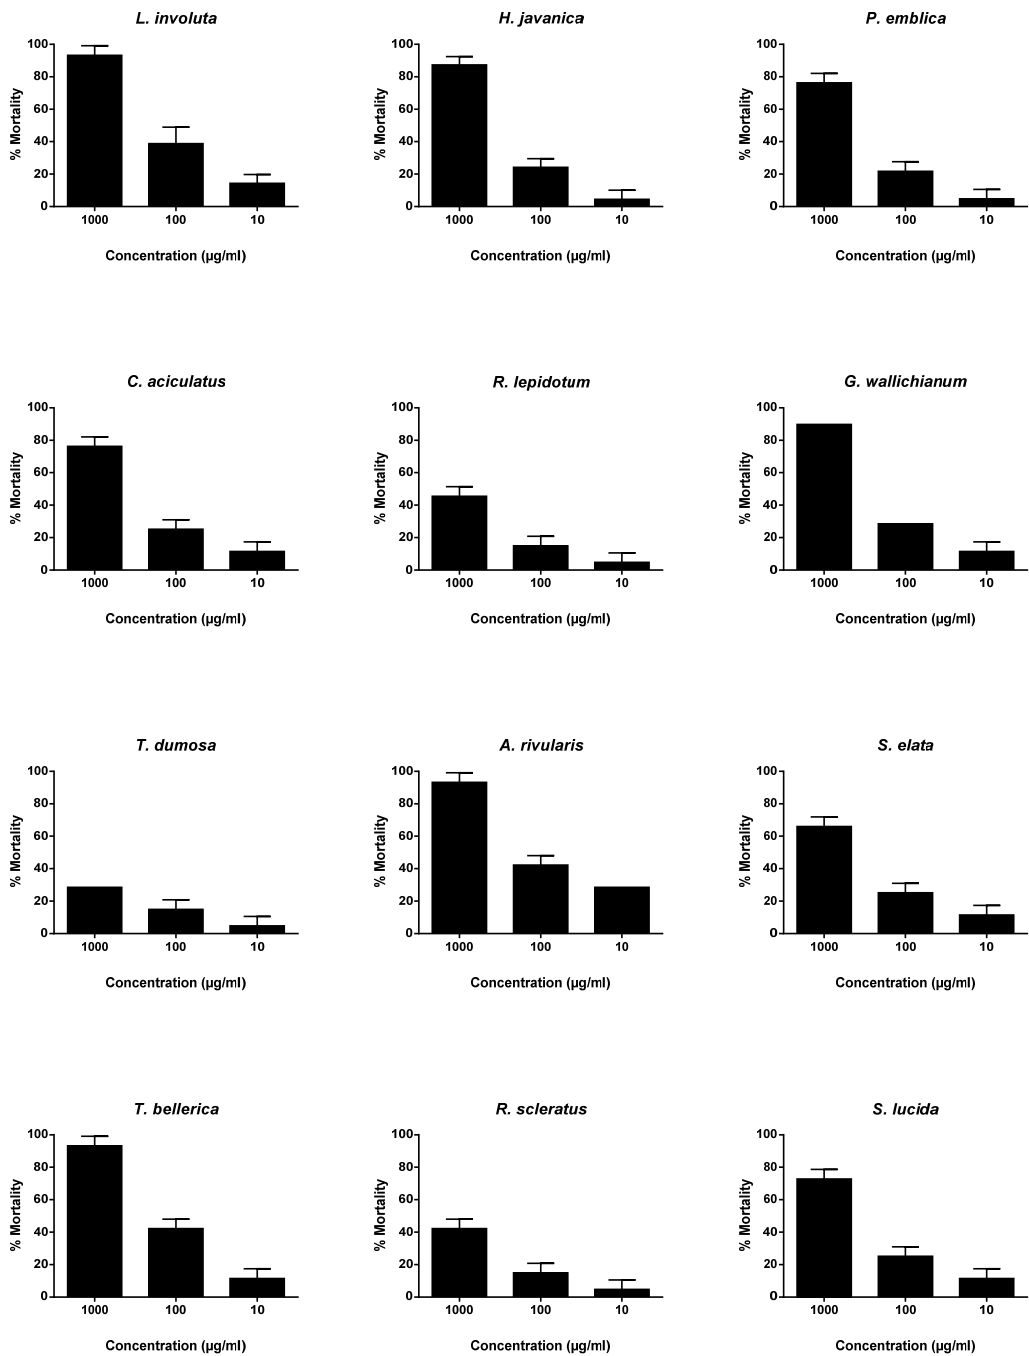 L. involuta
% Mortality
100
80
60
40
20
0
1000 100 10
Concentration (µg/ml)
H. javanica
% Mortality
100
80
60
40
20
0
1000 100 10
Concentration (µg/ml)
P. emblica
% Mortality
100
80
60
40
20
0
1000 100 10
Concentration (µg/ml)
C. aciculatus
% Mortality
100
80
60
40
20
0
1000 100 10
Concentration (µg/ml)
R. lepidotum
% Mortality
100
80
60
40
20
0
1000 100 10
Concentration (µg/ml)
G. wallichianum
% Mortality
100
80
60
40
20
0
1000 100 10
Concentration (µg/ml)
T. dumosa
% Mortality
100
80
60
40
20
0
1000 100 10
Concentration (µg/ml)
A. rivularis
% Mortality
100
80
60
40
20
0
1000 100 10
Concentration (µg/ml)
S. elata
% Mortality
100
80
60
40
20
0
1000 100 10
Concentration (µg/ml)
T. bellerica
% Mortality
100
80
60
40
20
0
1000 100 10
Concentration (µg/ml)
R. scleratus
% Mortality
100
80
60
40
20
0
1000 100 10
Concentration (µg/ml)
S. lucida
% Mortality
100
80
60
40
20
0
1000 100 10
Concentration (µg/ml)